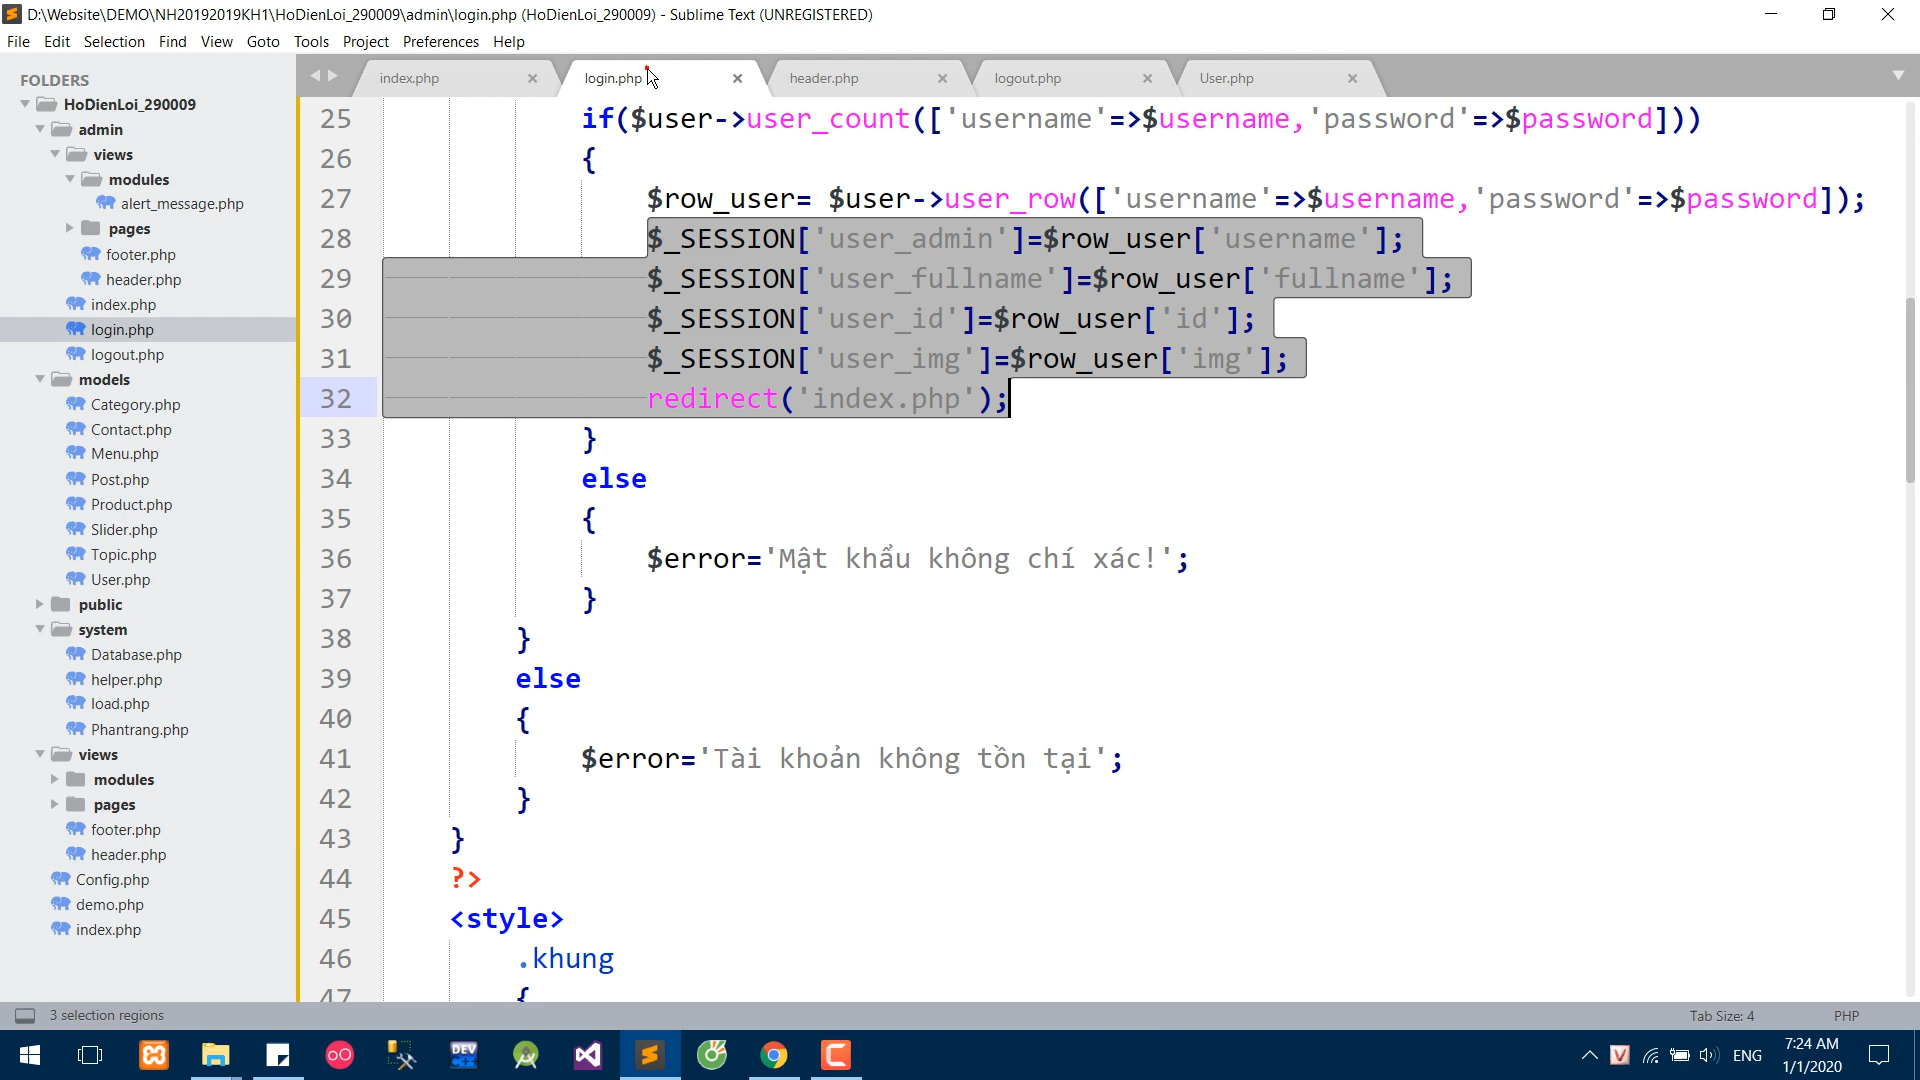 D:\Website\DEMO\NH20192019KH1\HoDienLoi_290009\admin\login.php (HoDienLoi_290009) - Sublime Text (UNREGISTERED)
File Edit Selection Find View Goto Tools Project Preferences Help
FOLDERS
HoDienLoi_290009
admin
views
modules
alert_message.php
pages
footer.php
header.php
index.php
login.php
logout.php
models
Category.php
Contact.php
Menu.php
Post.php
Product.php
Slider.php
Topic.php
User.php
public
system
Database.php
helper.php
load.php
Phantrang.php
views
modules
pages
footer.php
header.php
Config.php
demo.php
index.php
index.php login.php header.php logout.php User.php
25 if($user->user_count(['username'=>$username,'password'=>$password]))
26 {
27 $row_user= $user->user_row(['username'=>$username,'password'=>$password]);
28 $_SESSION['user_admin']=$row_user['username'];
29 $_SESSION['user_fullname']=$row_user['fullname'];
30 $_SESSION['user_id']=$row_user['id'];
31 $_SESSION['user_img']=$row_user['img'];
32 redirect('index.php');
33 }
34 else
35 {
36 $error='Mật khẩu không chí xác!';
37 }
38 }
39 else
40 {
41 $error='Tài khoản không tồn tại';
42 }
43 }
44 ?>
45 <style>
46 .khung
47 {
3 selection regions
Tab Size: 4
PHP
DEV C++
V
ENG
7:24 AM
1/1/2020